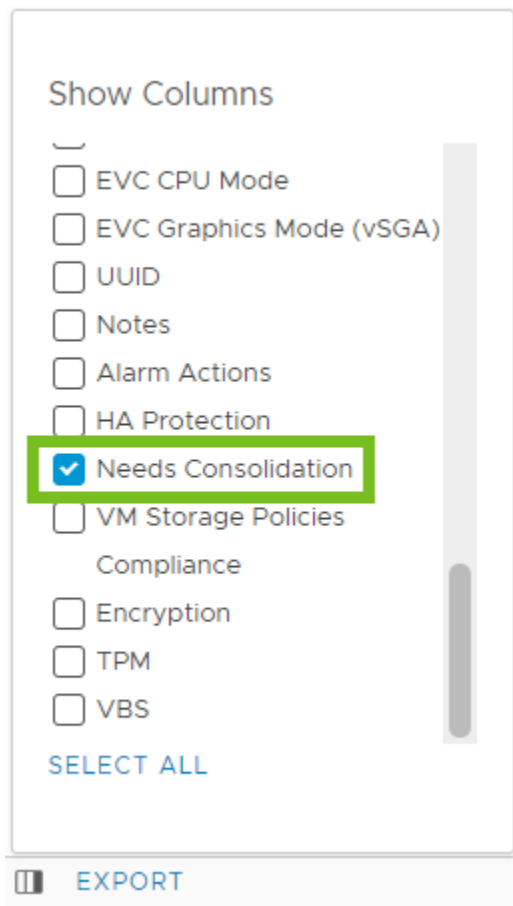 Show Columns
EVC CPU Mode
EVC Graphics Mode (vSGA)
UUID
Notes
Alarm Actions
HA Protection
Needs Consolidation
VM Storage Policies
Compliance
Encryption
TPM
VBS
SELECT ALL
EXPORT